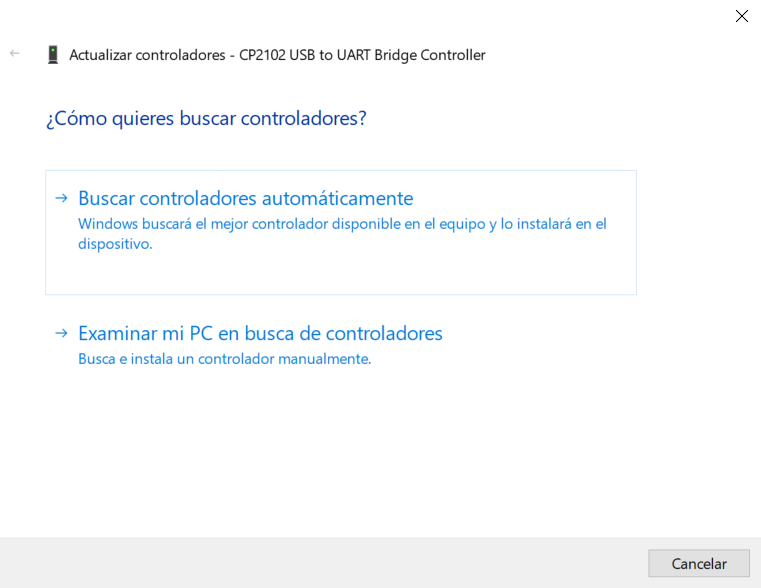 Actualizar controladores - CP2102 USB to UART Bridge Controller
¿Cómo quieres buscar controladores?
Buscar controladores automáticamente
Windows buscará el mejor controlador disponible en el equipo y lo instalará en el
dispositivo.
Examinar mi PC en busca de controladores
Busca e instala un controlador manualmente.
Cancelar